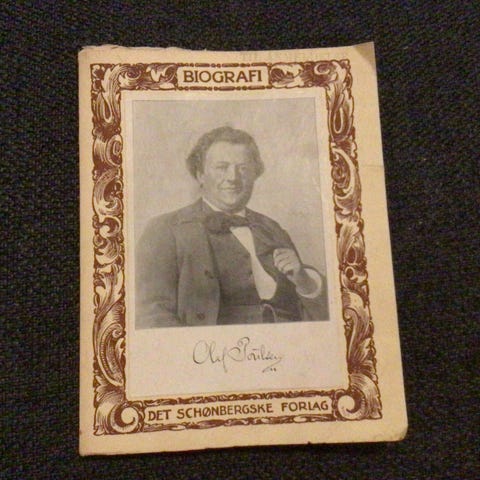 BIOGRAFI
Olaf Poulsen
DET SCHØNBERGSKE FORLAG